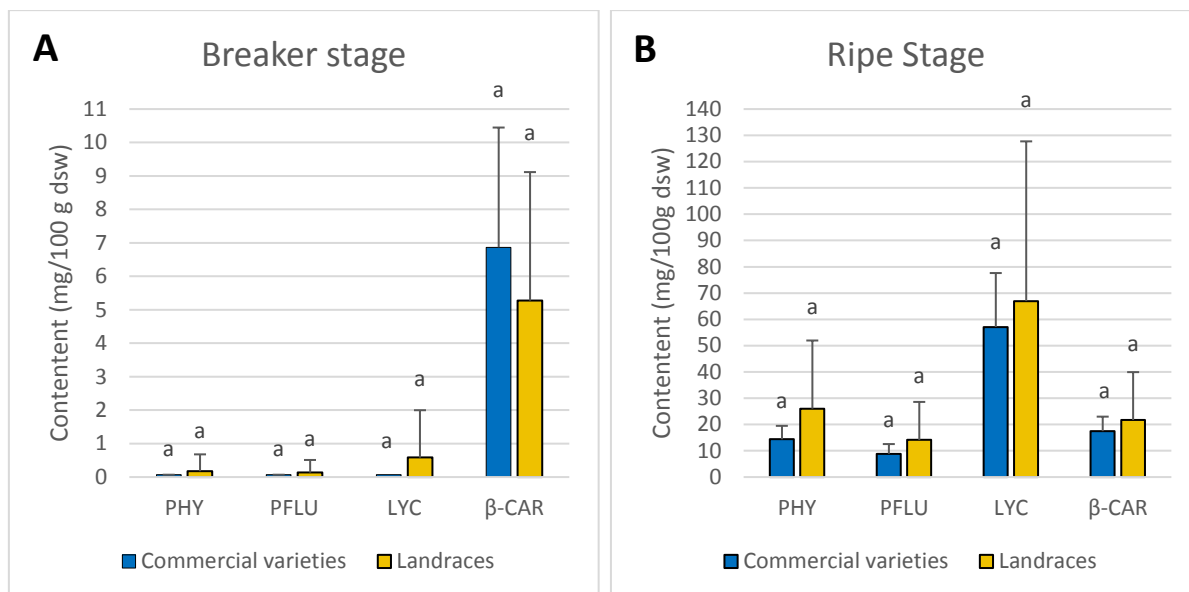 A
Breaker stage
Contentent (mg/100 g dsw)
11
10
9
8
7
6
5
4
3
2
1
0
a a a a a a a a
PHY PFLU LYC β-CAR
Commercial varieties Landraces
B
Ripe Stage
Content (mg/100g dsw)
140
130
120
110
100
90
80
70
60
50
40
30
20
10
0
a a a a a a a a
PHY PFLU LYC β-CAR
Commercial varieties Landraces